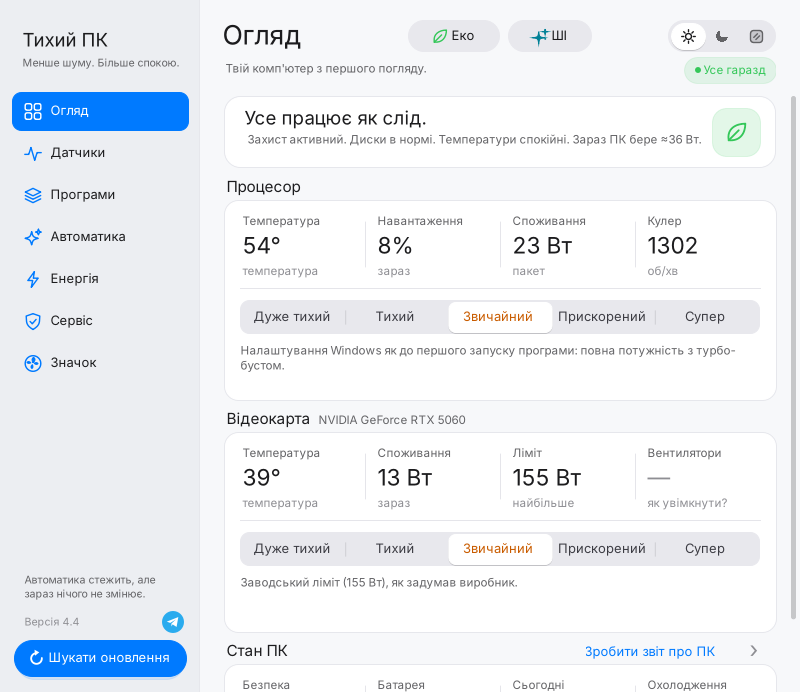 Тихий ПК
Менше шуму. Більше спокою.
Огляд
Датчики
Програми
Автоматика
Енергія
Сервіс
Значок
Автоматика стежить, але
зараз нічого не змінює.
Версія 4.4
Шукати оновлення
Огляд
Еко
ШІ
Твій комп'ютер з першого погляду.
Усе гаразд
Усе працює як слід.
Захист активний. Диски в нормі. Температури спокійні. Зараз ПК бере ≈36 Вт.
Процесор
Температура Навантаження Споживання Кулер
54° 8% 23 Вт 1302
температура зараз пакет об/хв
Дуже тихий Тихий Звичайний Прискорений Супер
Налаштування Windows як до першого запуску програми: повна потужність з турбо-
бустом.
Відеокарта NVIDIA GeForce RTX 5060
Температура Споживання Ліміт Вентилятори
39° 13 Вт 155 Вт —
температура зараз найбільше як увімкнути?
Дуже тихий Тихий Звичайний Прискорений Супер
Заводський ліміт (155 Вт), як задумав виробник.
Стан ПК Зробити звіт про ПК
Безпека Батарея Сьогодні Охолодження